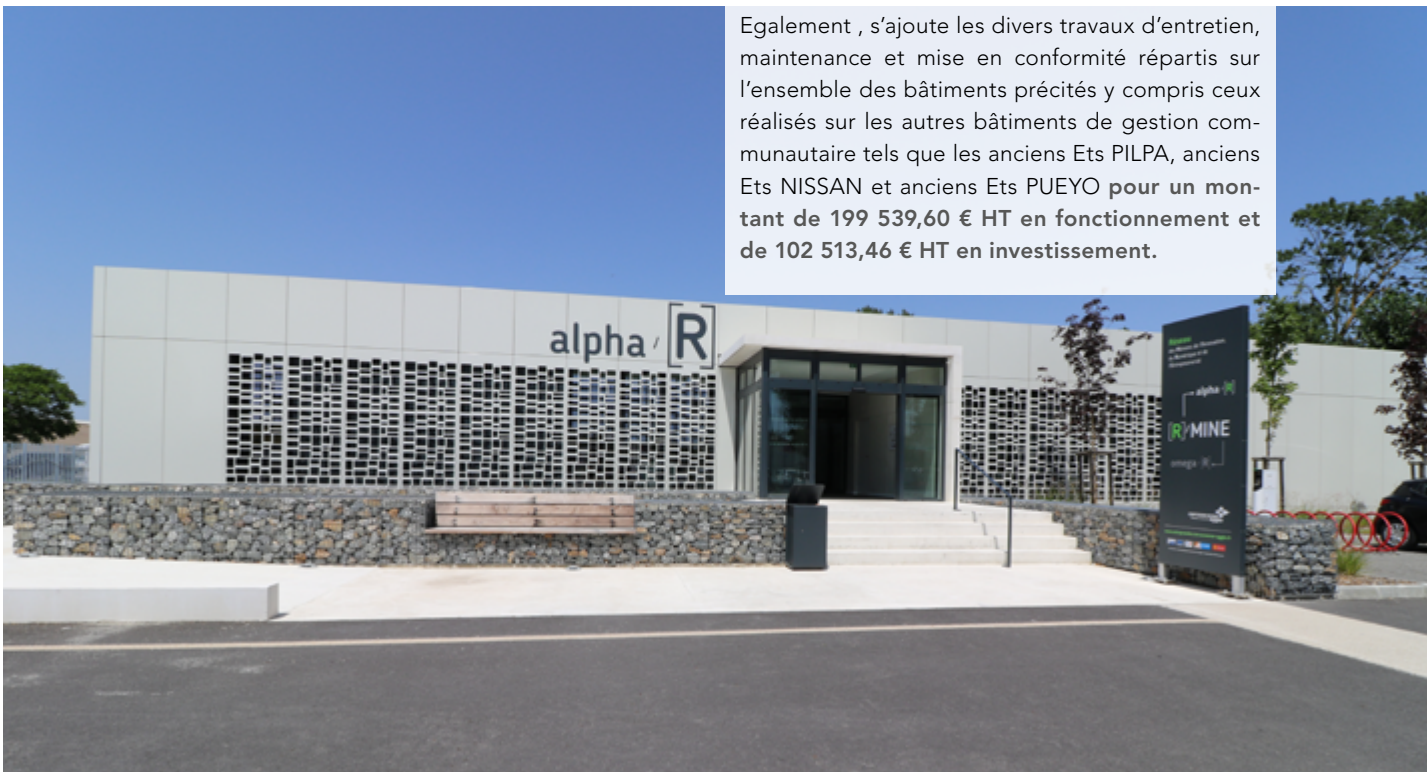 Egalement , s’ajoute les divers travaux d’entretien,
maintenance et mise en conformité répartis sur
l’ensemble des bâtiments précités y compris ceux
réalisés sur les autres bâtiments de gestion com-
munautaire tels que les anciens Ets PILPA, anciens
Ets NISSAN et anciens Ets PUEYO pour un mon-
tant de 199 539,60 € HT en fonctionnement et
de 102 513,46 € HT en investissement.
alpha / [R]
alpha [R]
[R]/MINE
omega [R]